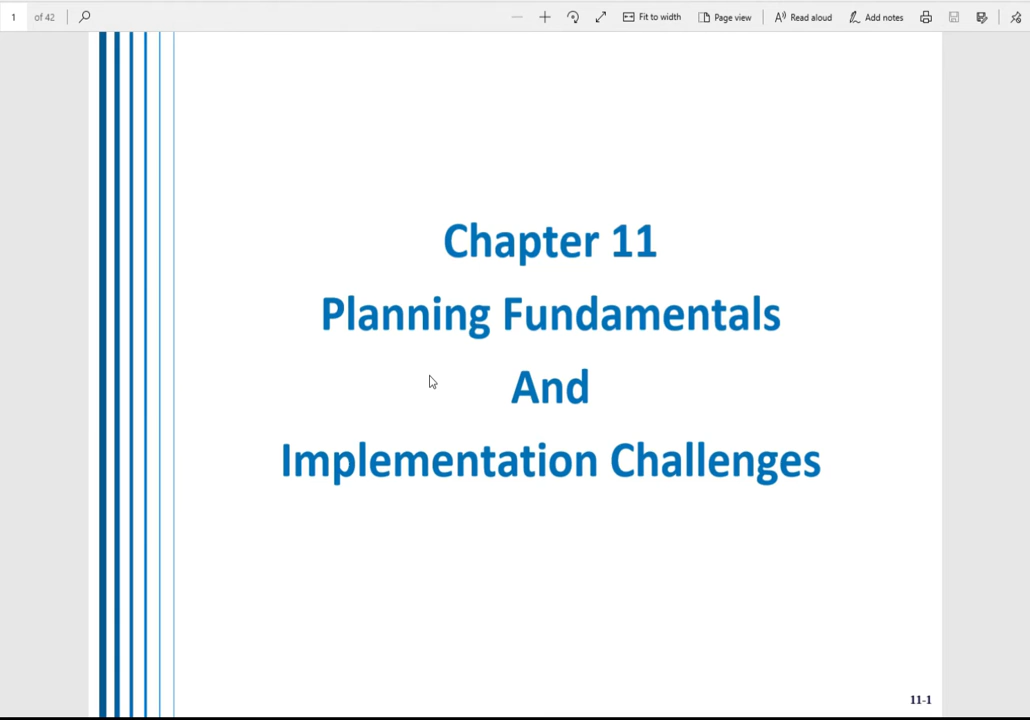 1 of 42 Fit to width Page view Read aloud Add notes
Chapter 11
Planning Fundamentals
And
Implementation Challenges
11-1